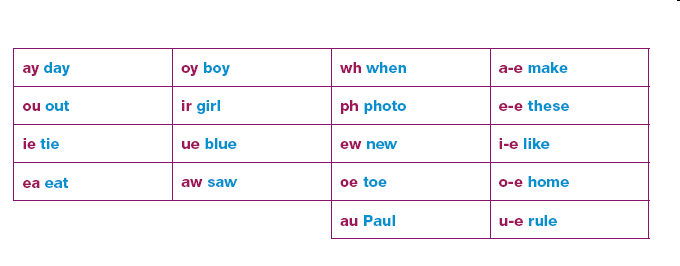 ay day oy boy wh when a-e make
ou out ir girl ph photo e-e these
ie tie ue blue ew new i-e like
ea eat aw saw oe toe o-e home
au Paul u-e rule